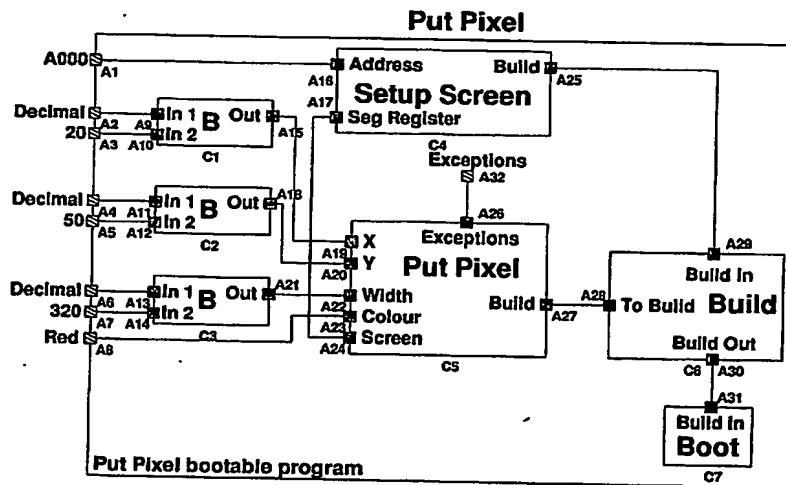 Put Pixel
A000
A1
Address
A16
A17
Build
A25
Setup Screen
Seg Register
C4
Decimal
A2
A9
In 1
B
Out
A15
20
A3
A10
In 2
C1
Exceptions
A32
Decimal
A4
A11
In 1
B
Out
A18
50
A5
A12
In 2
C2
A26
Exceptions
X
A19
Y
A20
Put Pixel
A29
Build In
Decimal
A6
A13
In 1
B
Out
A21
Width
A22
Build
A27
A28
To Build
Build
320
A7
A14
In 2
C3
Colour
A23
Red
A8
Screen
A24
C5
Build Out
C6
A30
A31
Build In
Boot
C7
Put Pixel bootable program